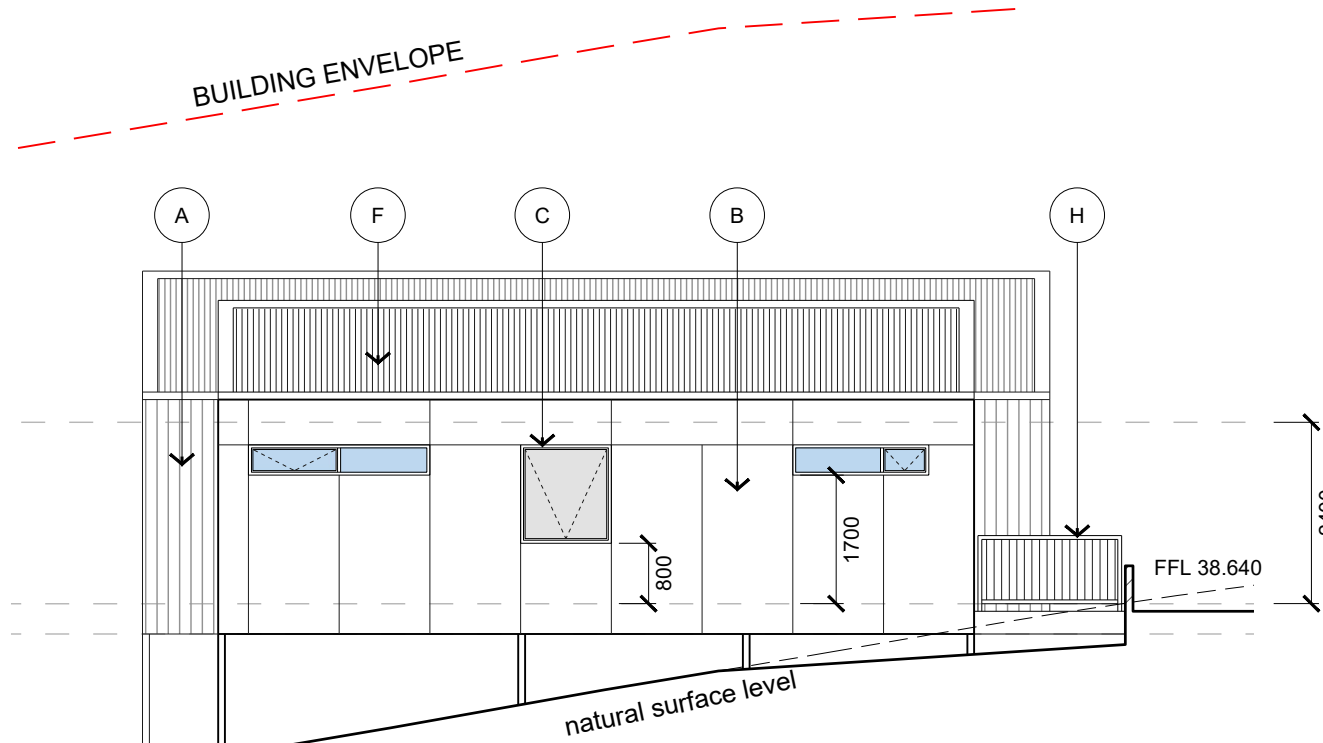 BUILDING ENVELOPE
A
F
C
B
H
800
1700
FFL 38.640
natural surface level